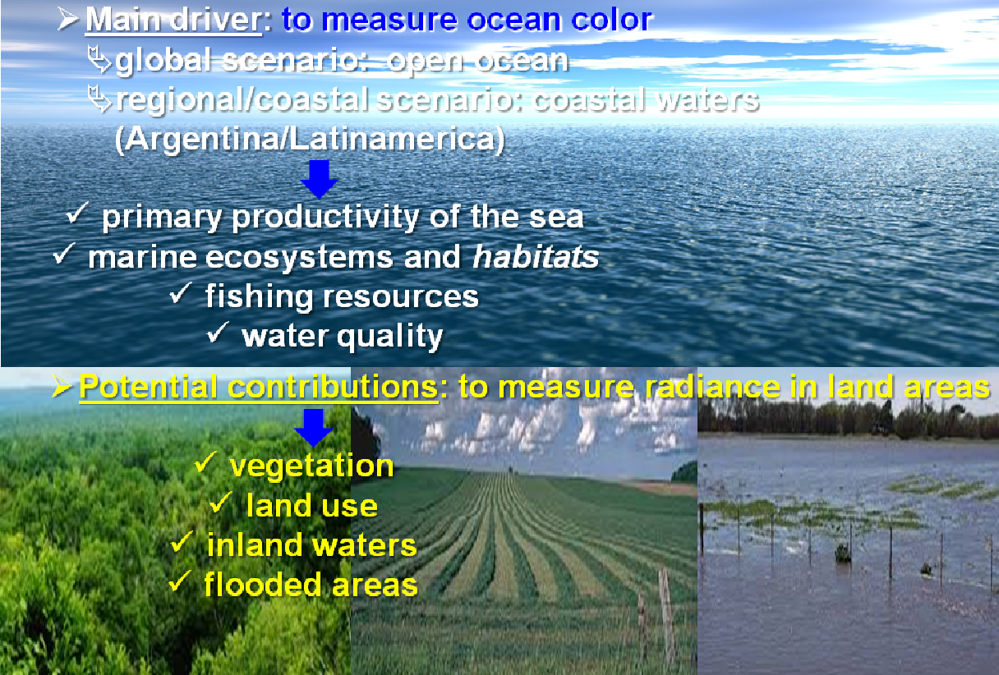 ➢Main driver: to measure ocean color
global scenario: open ocean
regional/coastal scenario: coastal waters
(Argentina/Latinamerica)
✓ primary productivity of the sea
✓ marine ecosystems and habitats
✓ fishing resources
✓ water quality
➢Potential contributions: to measure radiance in land areas
✓ vegetation
✓ land use
✓ inland waters
✓ flooded areas